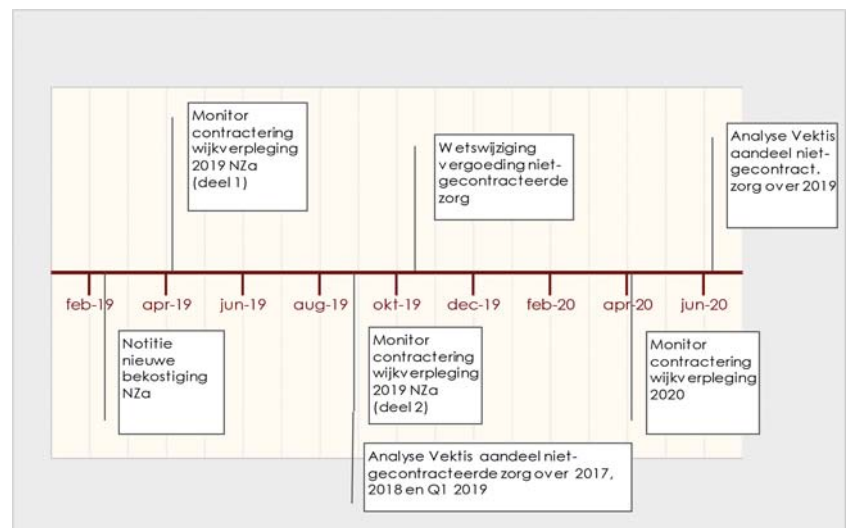 Monitor
contractering
wijkverpleging
2019 NZa
(deel 1)
Wetswijziging
vergoeding niet-
gecontracteerde
zorg
Analyse Vektis
aandeel niet-
gecontract.
zorg over 2019
feb-19 apr-19 jun-19 aug-19 okt-19 dec-19 feb-20 apr-20 jun-20
Notitie
nieuwe
bekostiging
NZa
Monitor
contractering
wijkverpleging
2019 NZa
(deel 2)
Monitor
contractering
wijkverpleging
2020
Analyse Vektis aandeel niet-
gecontracteerde zorg over 2017,
2018 en Q1 2019